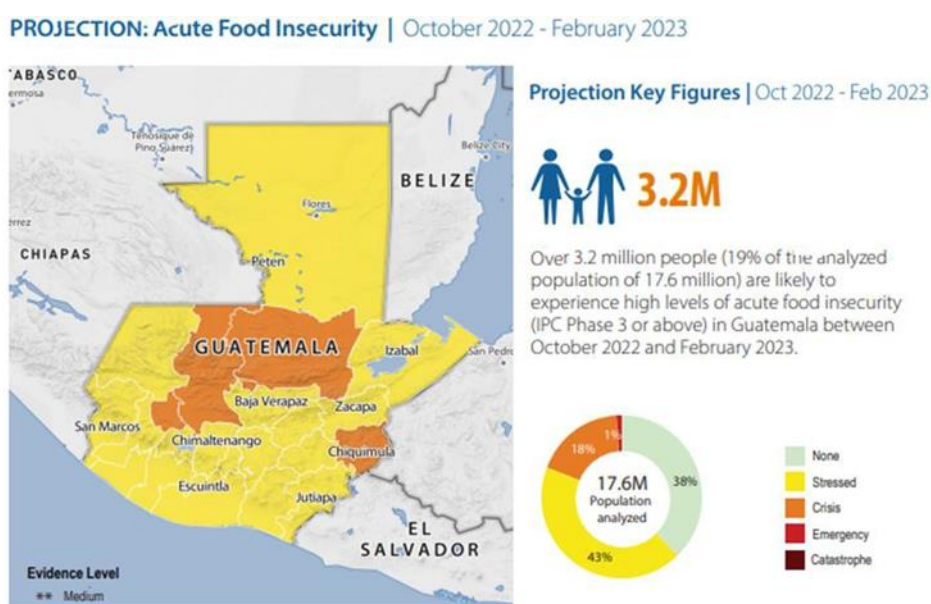 PROJECTION: Acute Food Insecurity | October 2022 - February 2023
Projection Key Figures | Oct 2022 - Feb 2023
3.2M
Over 3.2 million people (19% of the analyzed
population of 17.6 million) are likely to
experience high levels of acute food insecurity
(IPC Phase 3 or above) in Guatemala between
October 2022 and February 2023.
ABASCO
ermosa
Tenosique de
Pino Suárez)
Belize City
BELIZE
Flores
errez
CHIAPAS
Petén
GUATEMALA
Izabal
San Pedr
Baja Verapaz
Zacapa
San Marcos
Chimaltenango
Chiquimula
Escuintla
Jutiapa
EL
SALVADOR
Evidence Level
** Medium
1%
18%
38%
43%
17.6M
Population
analyzed
None
Stressed
Crisis
Emergency
Catastrophe